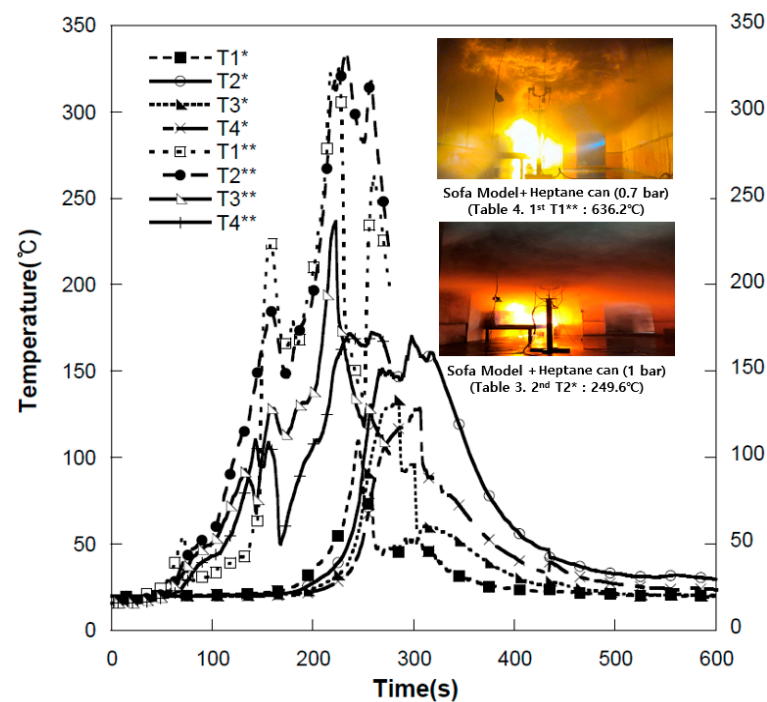 350
300
250
200
150
100
50
0
Temperature(℃)
T1*
T2*
T3*
T4*
T1**
T2**
T3**
T4**
Sofa Model+Heptane can (0.7 bar)
(Table 4. 1st T1** : 636.2℃)
Sofa Model + Heptane can (1 bar)
(Table 3. 2nd T2* : 249.6℃)
350
300
250
200
150
100
50
0
0 100 200 300 400 500 600
Time(s)